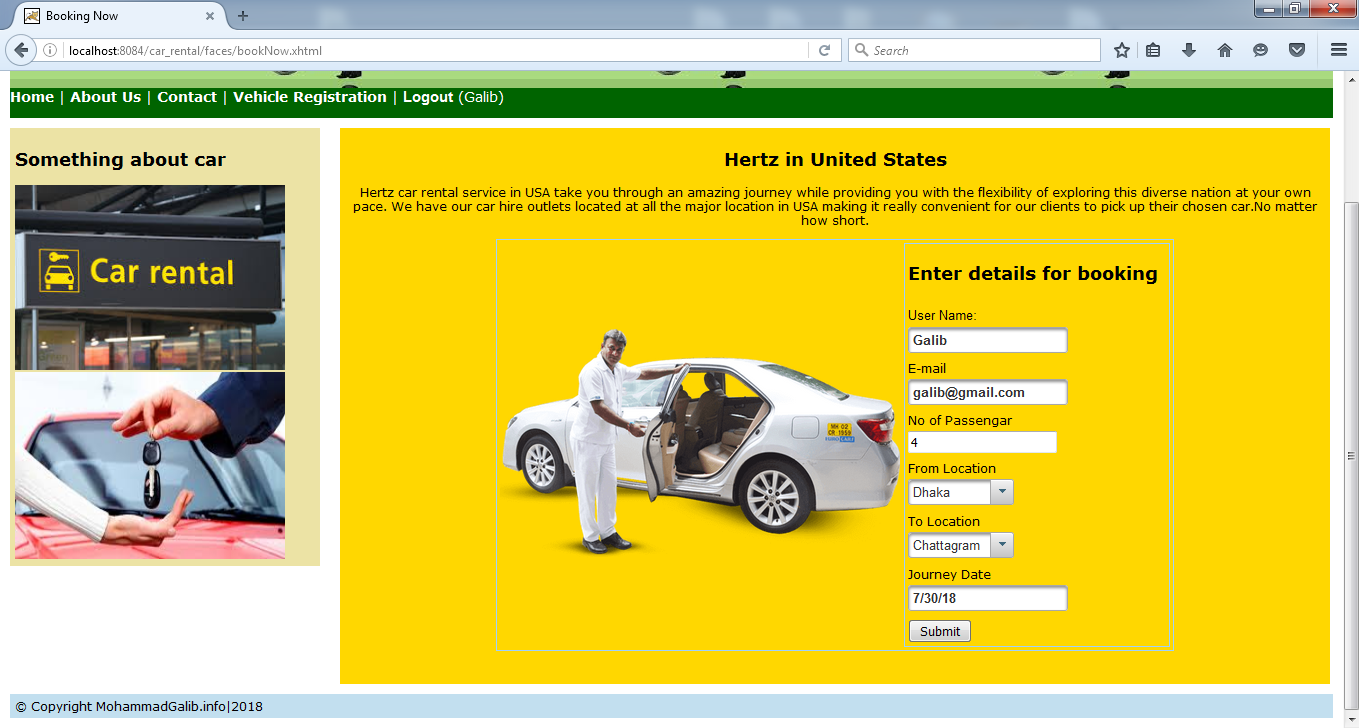 Booking Now
localhost:8084/car_rental/faces/bookNow.xhtml
Search
Home | About Us | Contact | Vehicle Registration | Logout (Galib)
Something about car
Car rental
Hertz in United States
Hertz car rental service in USA take you through an amazing journey while providing you with the flexibility of exploring this diverse nation at your own
pace. We have our car hire outlets located at all the major location in USA making it really convenient for our clients to pick up their chosen car.No matter
how short.
MH 02
CR 1959
EURO CARZ
Enter details for booking
User Name:
Galib
E-mail
galib@gmail.com
No of Passengar
4
From Location
Dhaka
To Location
Chattagram
Journey Date
7/30/18
Submit
© Copyright MohammadGalib.info|2018